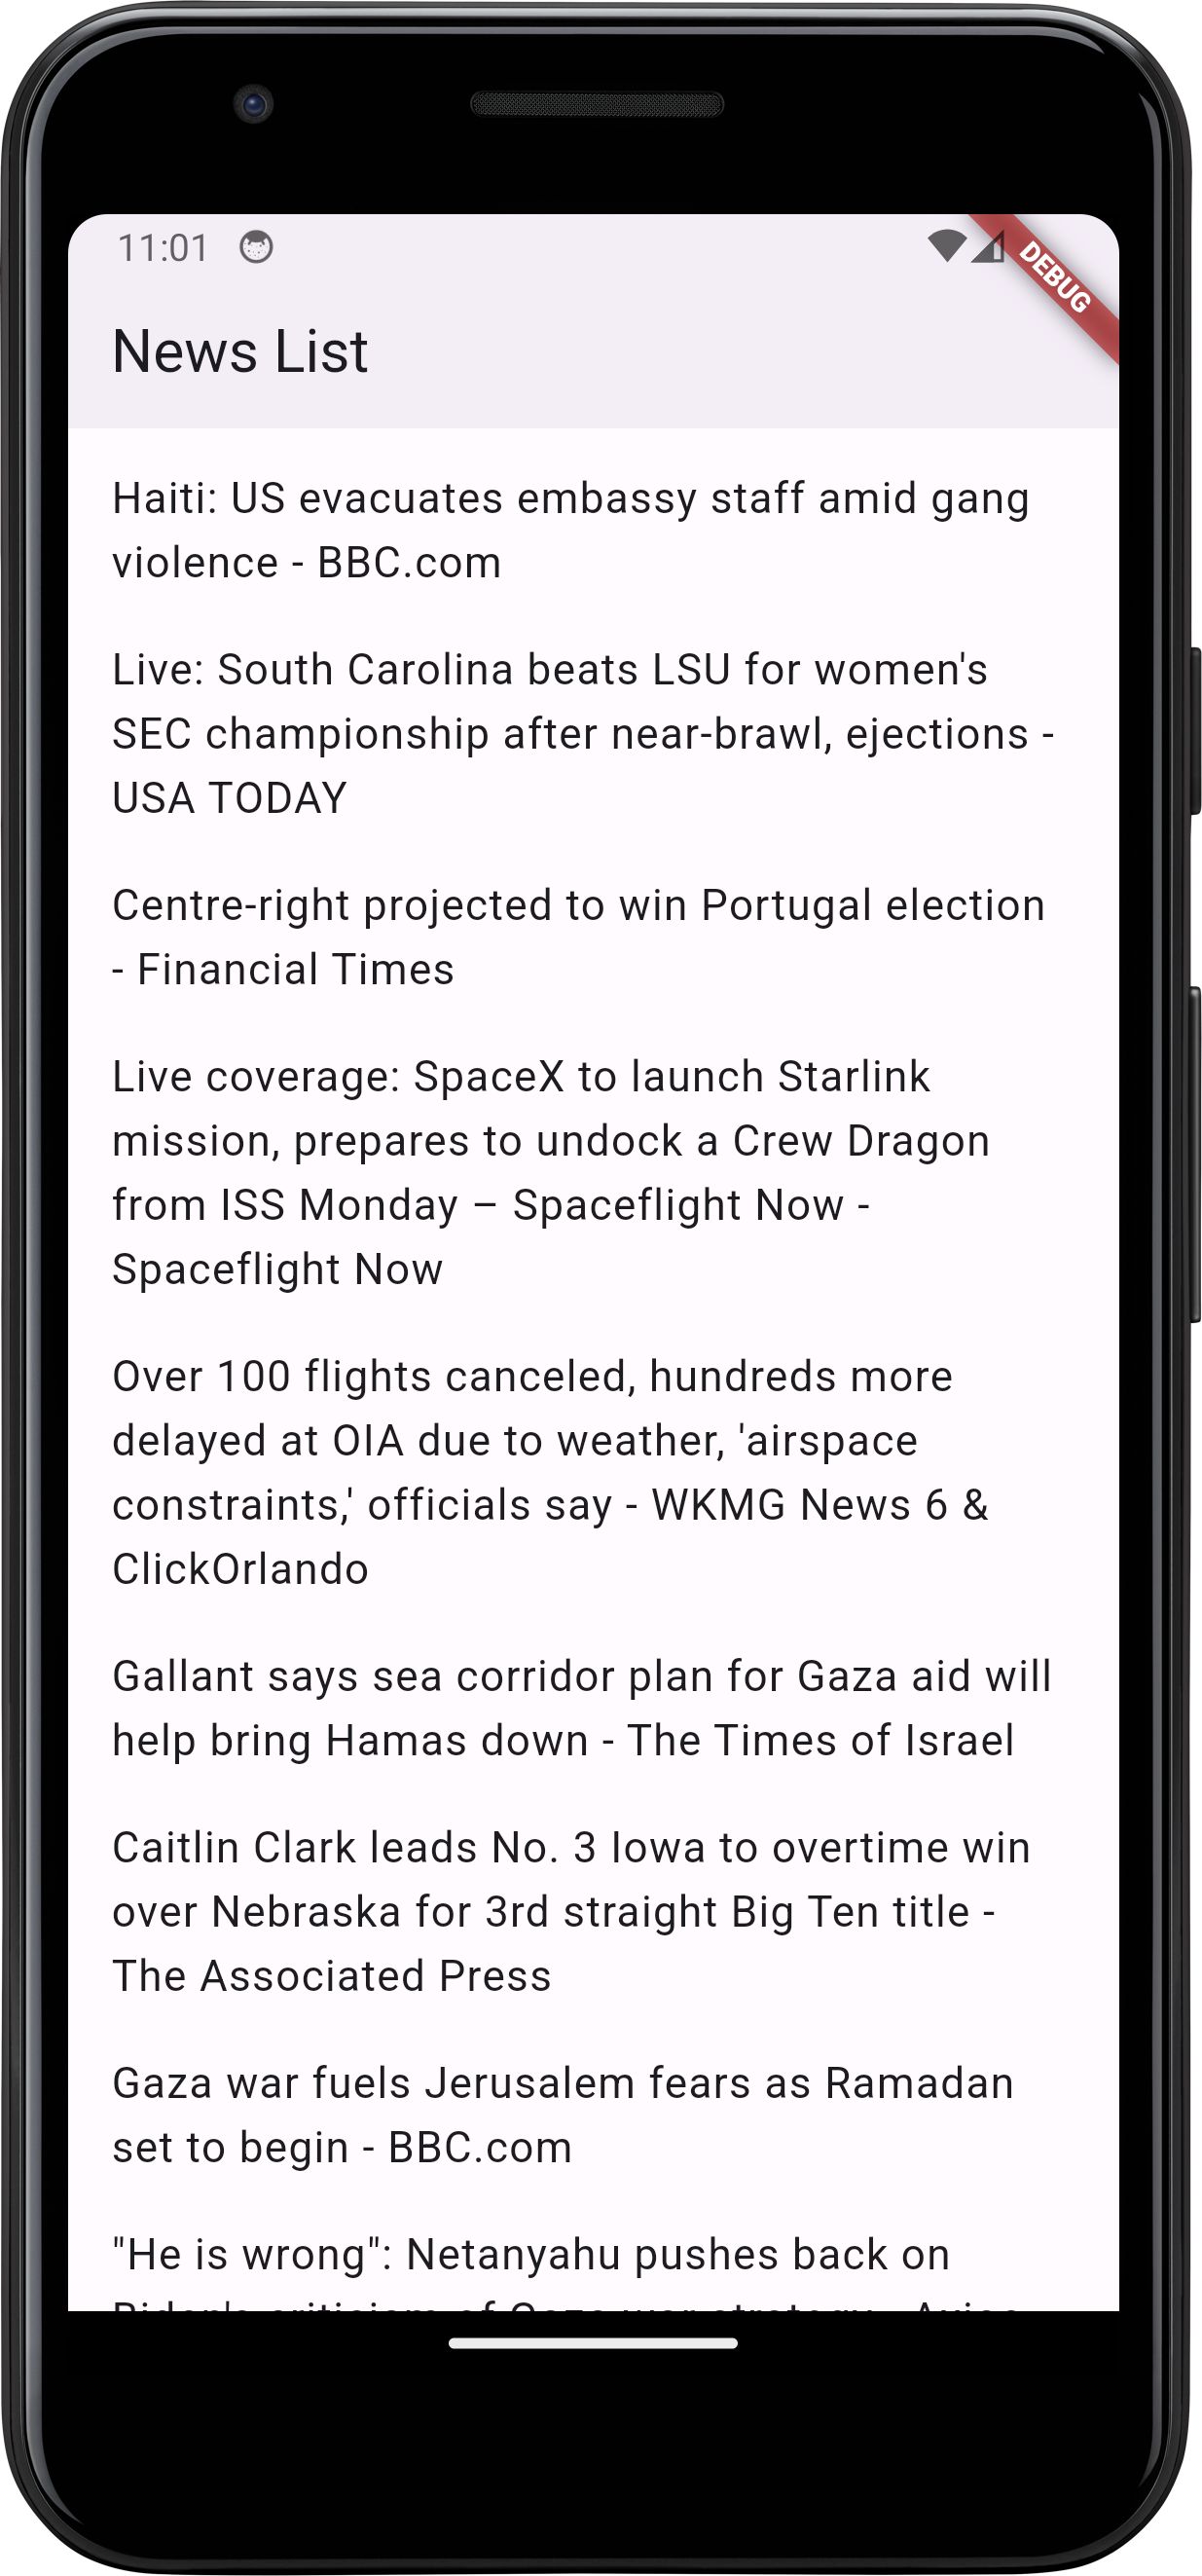 11:01
DEBUG
News List
Haiti: US evacuates embassy staff amid gang
violence - BBC.com
Live: South Carolina beats LSU for women's
SEC championship after near-brawl, ejections -
USA TODAY
Centre-right projected to win Portugal election
- Financial Times
Live coverage: SpaceX to launch Starlink
mission, prepares to undock a Crew Dragon
from ISS Monday – Spaceflight Now -
Spaceflight Now
Over 100 flights canceled, hundreds more
delayed at OIA due to weather, 'airspace
constraints,' officials say - WKMG News 6 &
ClickOrlando
Gallant says sea corridor plan for Gaza aid will
help bring Hamas down - The Times of Israel
Caitlin Clark leads No. 3 Iowa to overtime win
over Nebraska for 3rd straight Big Ten title -
The Associated Press
Gaza war fuels Jerusalem fears as Ramadan
set to begin - BBC.com
"He is wrong": Netanyahu pushes back on
Biden's criticism of Gaza war strategy - Axios